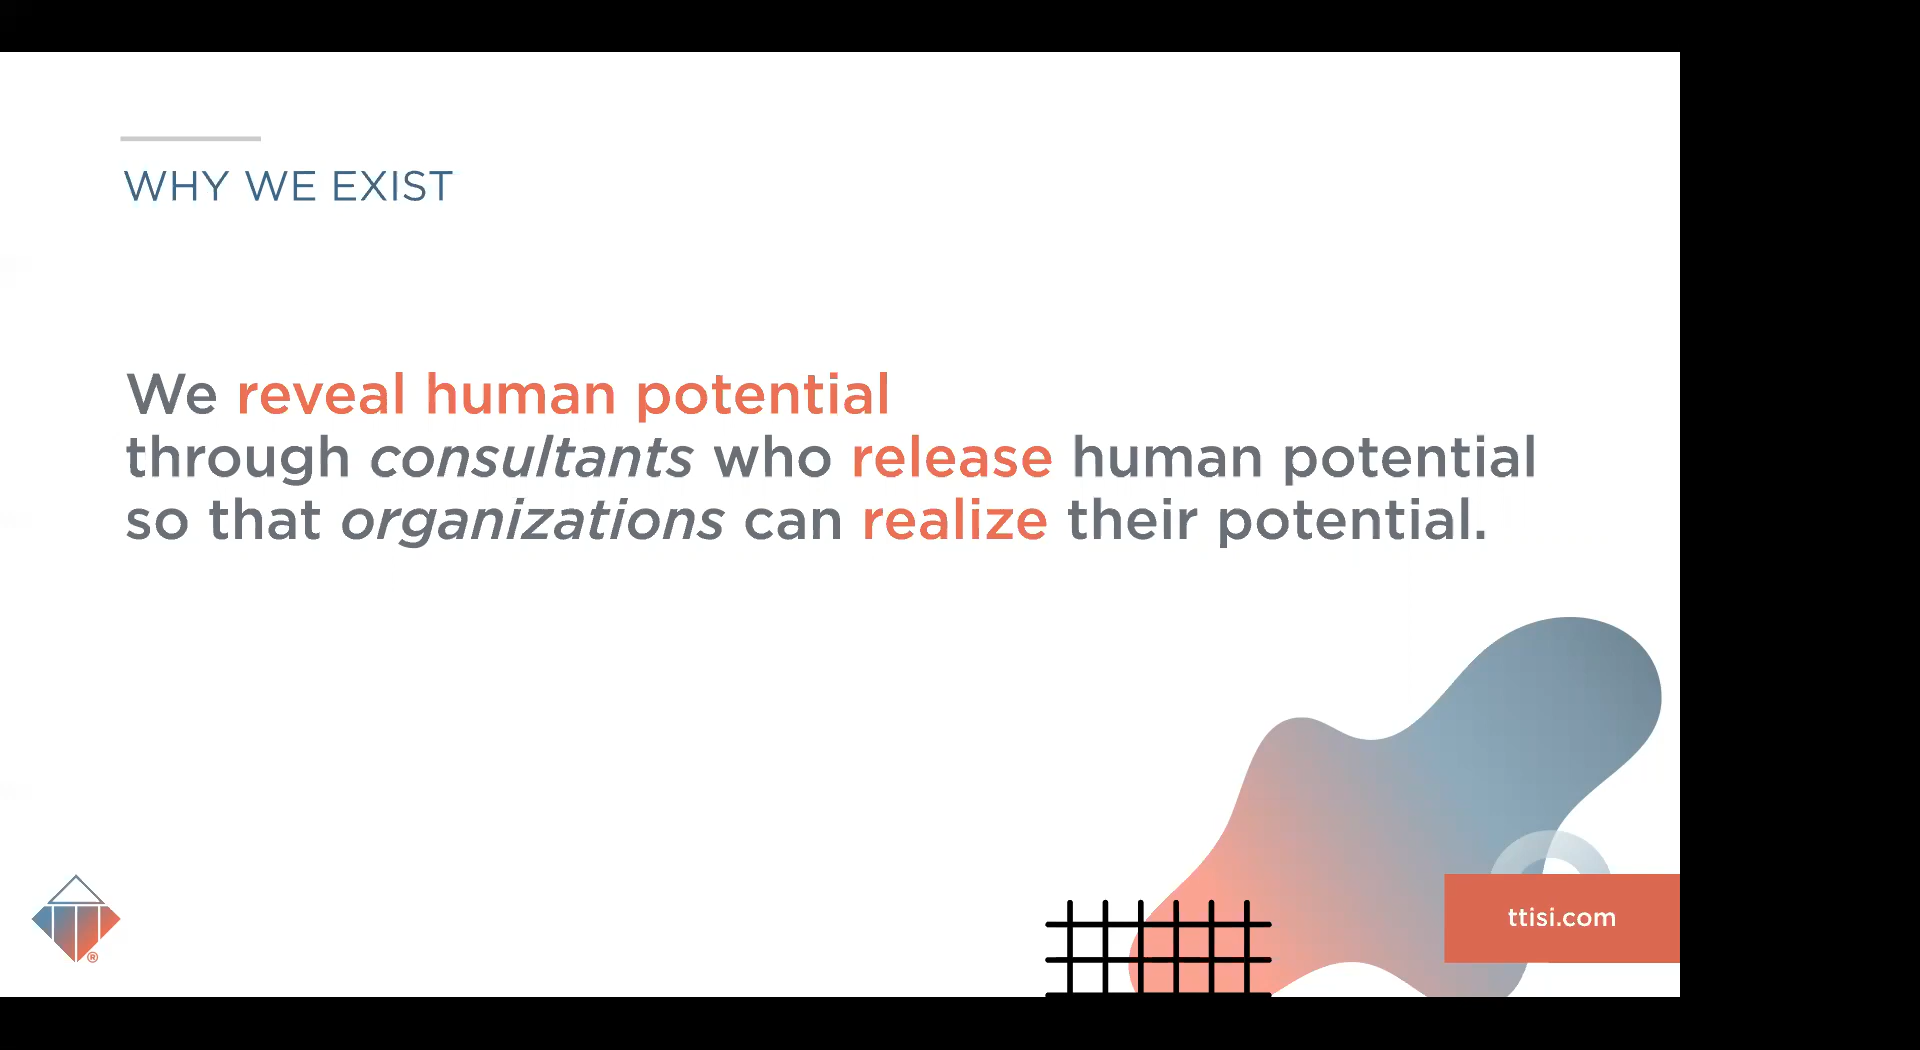 WHY WE EXIST
We reveal human potential
through consultants who release human potential
so that organizations can realize their potential.
®
ttisi.com